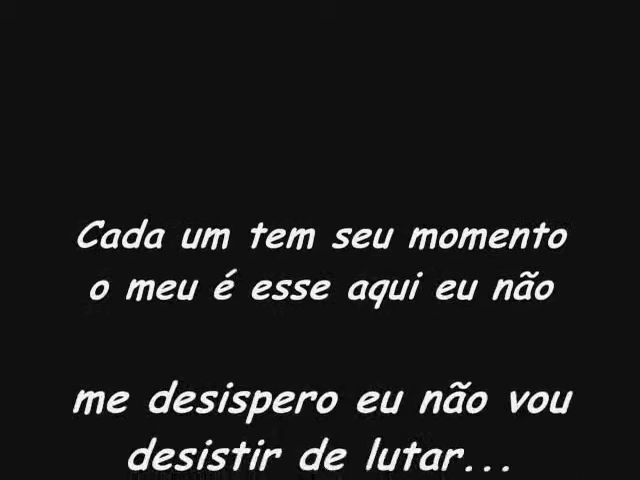 Cada um tem seu momento
o meu é esse aqui eu não
me desispero eu não vou
desistir de lutar...